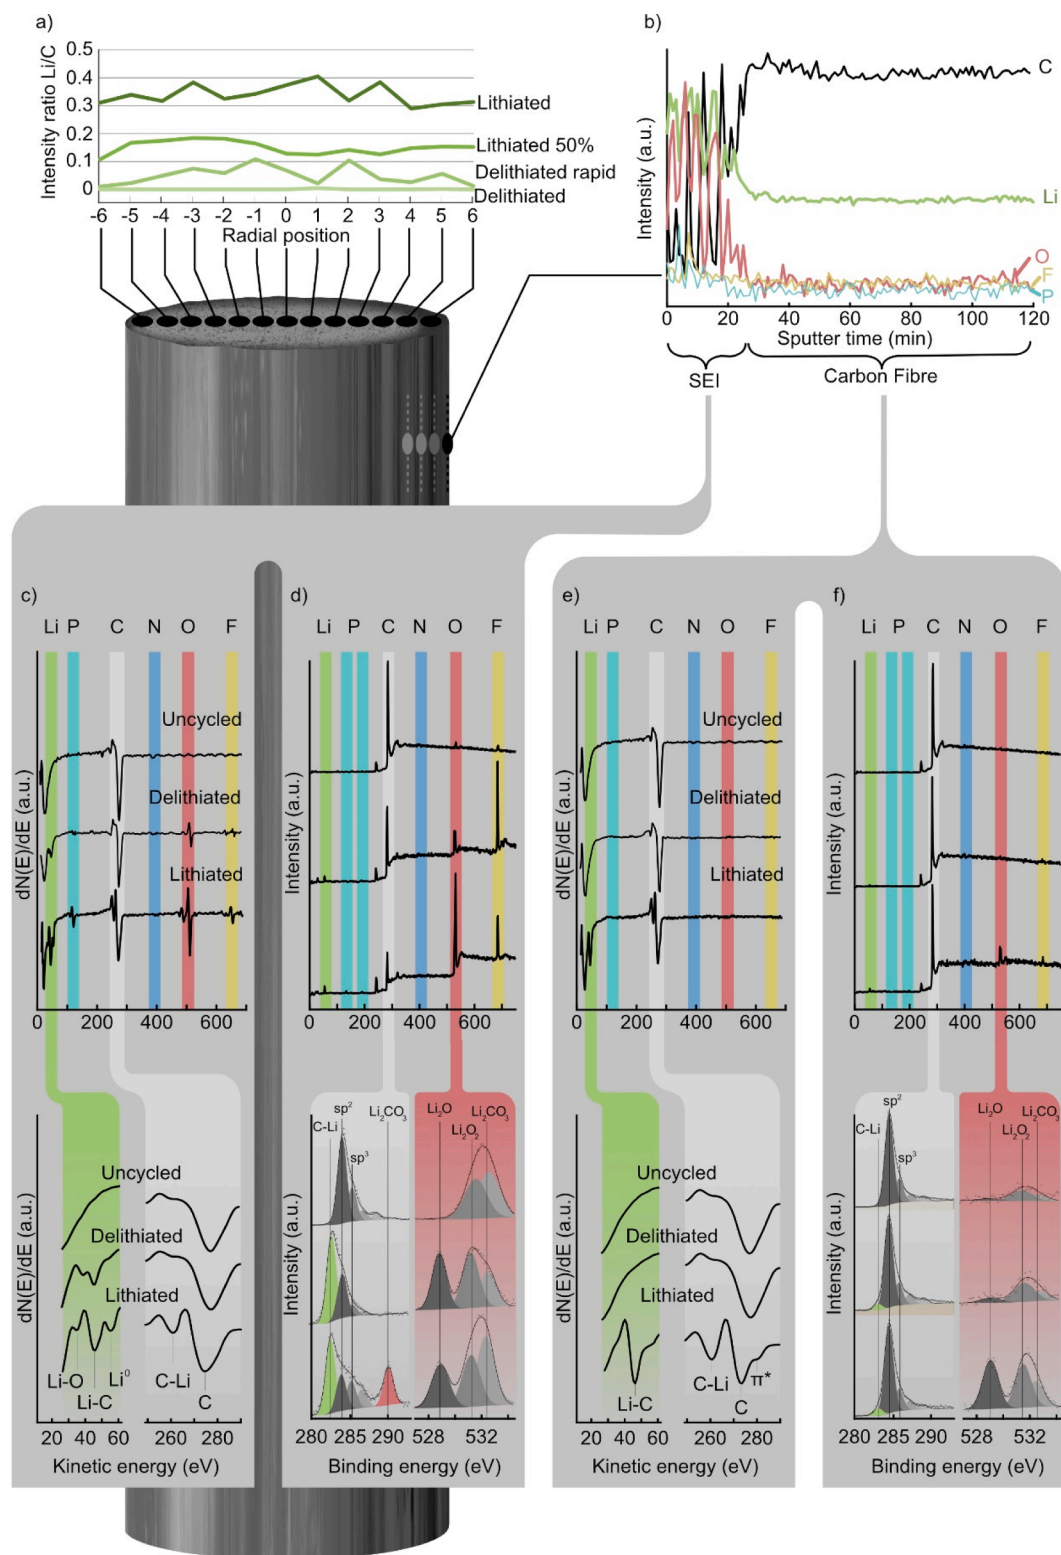 a)
Intensity ratio Li/C
0.5
0.4
0.3
0.2
0.1
0
-6 -5 -4 -3 -2 -1 0 1 2 3 4 5 6
Radial position
Lithiated
Lithiated 50%
Delithiated rapid
Delithiated
b)
Intensity (a.u.)
C
Li
O
F
P
0 20 40 60 80 100 120
Sputter time (min)
SEI
Carbon Fibre
c)
Li P C N O F
dN(E)/dE (a.u.)
Uncycled
Delithiated
Lithiated
0 200 400 600
dN(E)/dE (a.u.)
Uncycled
Delithiated
Lithiated
Li-O
Li-C
Li⁰
C-Li
C
20 40 60 260 280
Kinetic energy (eV)
d)
Li P C N O F
Intensity (a.u.)
0 200 400 600
Intensity (a.u.)
C-Li
sp²
sp³
Li₂CO₃
Li₂O
Li₂O₂
Li₂CO₃
280 285 290 528 532
Binding energy (eV)
e)
Li P C N O F
dN(E)/dE (a.u.)
Uncycled
Delithiated
Lithiated
0 200 400 600
dN(E)/dE (a.u.)
Uncycled
Delithiated
Lithiated
Li-C
C-Li
C
π*
20 40 60 260 280
Kinetic energy (eV)
f)
Li P C N O F
Intensity (a.u.)
0 200 400 600
Intensity (a.u.)
C-Li
sp²
sp³
Li₂O
Li₂O₂
Li₂CO₃
280 285 290 528 532
Binding energy (eV)